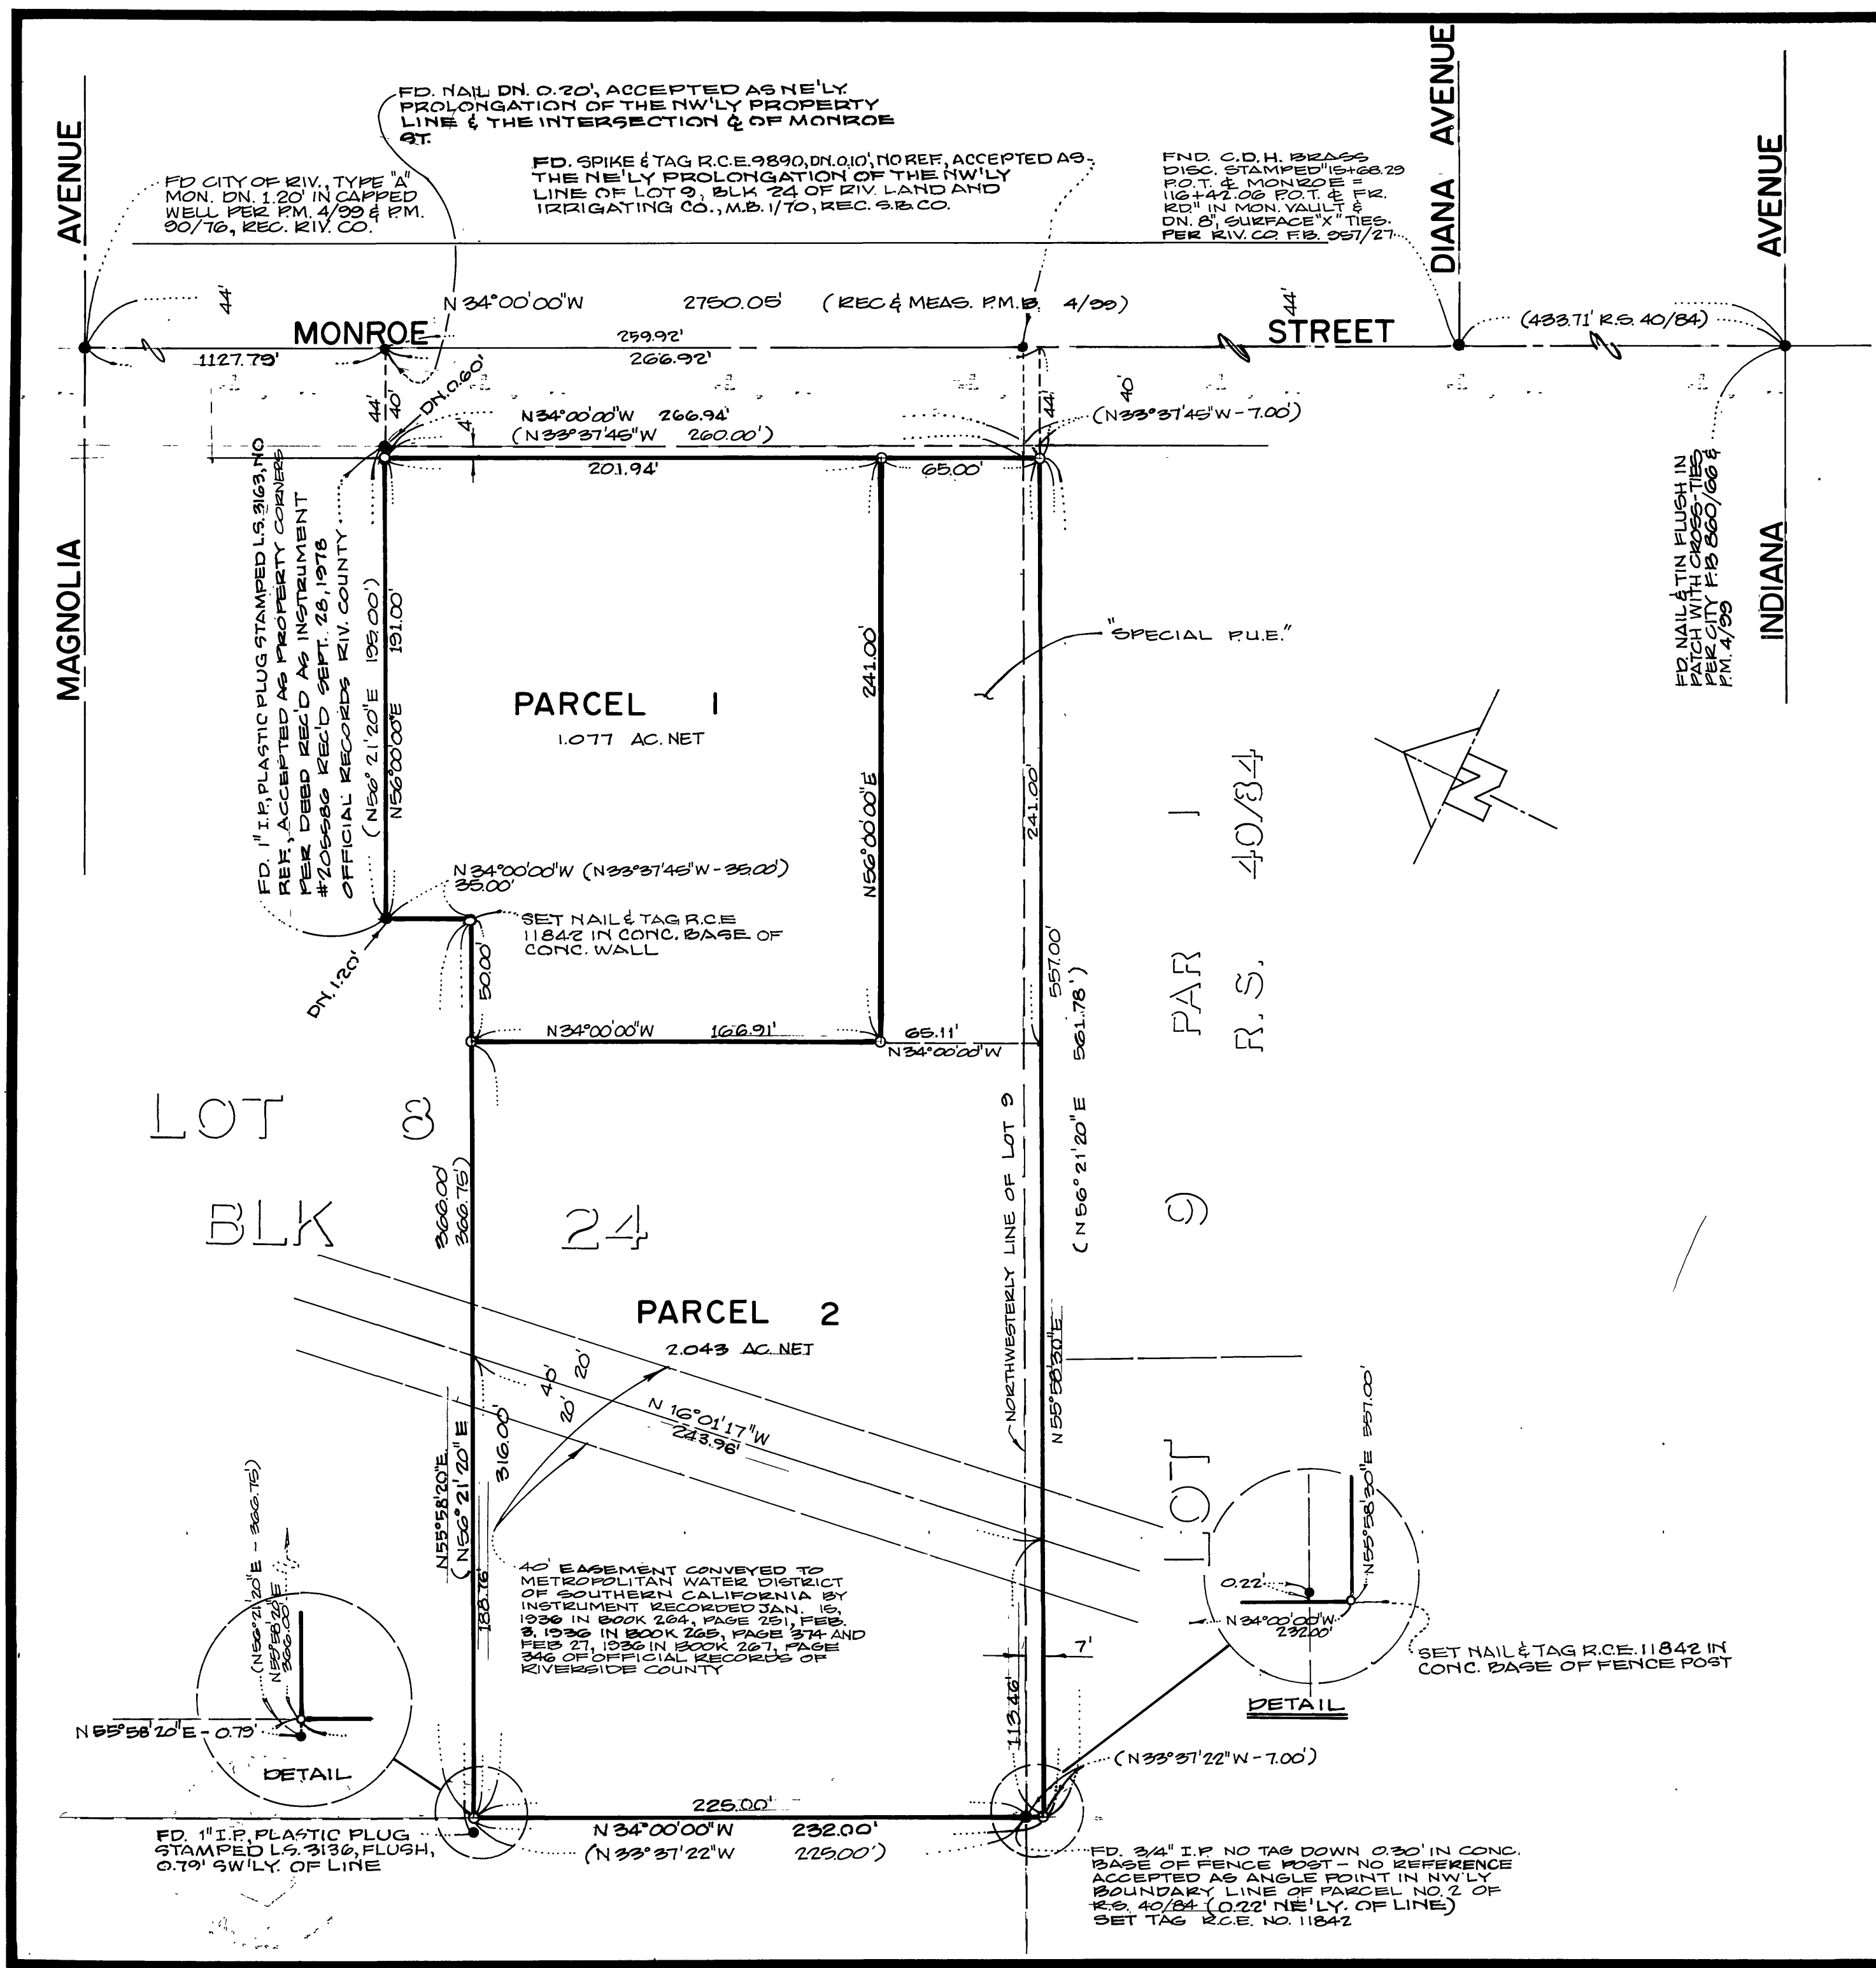 AVENUE
MAGNOLIA
DIANA AVENUE
AVENUE
INDIANA
FD. NAIL DN. 0.20', ACCEPTED AS NE'LY.
PROLONGATION OF THE NW'LY PROPERTY
LINE & THE INTERSECTION ℄ OF MONROE
ST.
FD CITY OF RIV., TYPE "A"
MON. DN. 1.20' IN CAPPED
WELL PER P.M. 4/99 & P.M.
90/76, REC. RIV. CO.
FD. SPIKE & TAG R.C.E. 9890, DN. 0.10', NO REF., ACCEPTED AS
THE NE'LY PROLONGATION OF THE NW'LY
LINE OF LOT 9, BLK 24 OF RIV. LAND AND
IRRIGATING CO., M.B. 1/70, REC. S.B. CO.
FND. C.D.H. BRASS
DISC. STAMPED "15+68.29
P.O.T. ℄ MONROE =
116+42.06 P.O.T. ℄ FR.
RD." IN MON. VAULT &
DN. 8", SURFACE "X" TIES.
PER RIV. CO. F.B. 957/27
44'
N 34°00'00"W 2750.05' (REC & MEAS. P.M.B. 4/99)
44'
MONROE STREET
(433.71' R.S. 40/84)
1127.79'
259.92'
266.92'
44'
40'
DN. 0.60'
44'
40'
N34°00'00"W 266.94'
(N33°37'45"W 260.00')
4'
(N33°37'45"W - 7.00')
201.94'
65.00'
FD. 1" I.P., PLASTIC PLUG STAMPED L.S. 3163, NO
REF., ACCEPTED AS PROPERTY CORNERS
PER DEED REC'D AS INSTRUMENT
#205586 REC'D SEPT. 28, 1978
OFFICIAL RECORDS RIV. COUNTY
(N56°21'20"E 195.00')
N56°00'00"E 191.00'
FD. NAIL & TIN FLUSH IN
PATCH WITH CROSS-TIES
PER CITY F.B 860/66 &
P.M. 4/99
"SPECIAL P.U.E."
PARCEL 1
1.077 AC. NET
N56°00'00"E 241.00'
241.00'
N
PAR 1
R.S. 40/84
N34°00'00"W (N33°37'45"W - 35.00')
35.00'
SET NAIL & TAG R.C.E
11842 IN CONC. BASE OF
CONC. WALL
DN. 1.20'
50.00'
557.00'
(N56°21'20"E 561.78')
N34°00'00"W 166.91'
65.11'
N34°00'00"W
LOT 8
BLK 24
366.00'
366.75')
NORTHWESTERLY LINE OF LOT 9
LOT 9
PARCEL 2
2.043 AC. NET
40'
20'
20'
N 16°01'17"W
243.96'
N55°58'20"E
(N56°21'20"E
316.00'
188.76'
N55°58'30"E
40' EASEMENT CONVEYED TO
METROPOLITAN WATER DISTRICT
OF SOUTHERN CALIFORNIA BY
INSTRUMENT RECORDED JAN. 15,
1936 IN BOOK 264, PAGE 251, FEB.
3, 1936 IN BOOK 265, PAGE 374 AND
FEB 27, 1936 IN BOOK 267, PAGE
346 OF OFFICIAL RECORDS OF
RIVERSIDE COUNTY
(N56°21'20"E - 366.75')
N55°58'20"E
366.00'
N55°58'20"E - 0.79'
DETAIL
N55°58'30"E 557.00'
0.22'
N34°00'00"W
232.00'
SET NAIL & TAG R.C.E. 11842 IN
CONC. BASE OF FENCE POST
DETAIL
7'
113.46'
(N33°37'22"W - 7.00')
225.00'
N34°00'00"W 232.00'
(N33°37'22"W 225.00')
FD. 1" I.P., PLASTIC PLUG
STAMPED L.S. 3136, FLUSH,
0.79' SW'LY. OF LINE
FD. 3/4" I.P. NO TAG DOWN 0.30' IN CONC.
BASE OF FENCE POST - NO REFERENCE
ACCEPTED AS ANGLE POINT IN NW'LY
BOUNDARY LINE OF PARCEL NO. 2 OF
R.S. 40/84 (0.22' NE'LY. OF LINE)
SET TAG R.C.E. NO. 11842